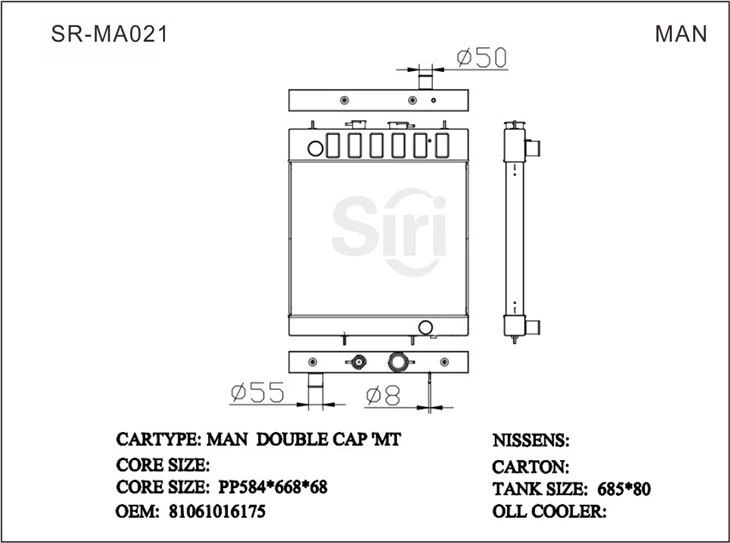 SR-MA021 MAN
Ø50
Siri
Ø55 Ø8
CARTYPE: MAN DOUBLE CAP 'MT
NISSENS:
CORE SIZE:
CARTON:
CORE SIZE: PP584*668*68
TANK SIZE: 685*80
OEM: 81061016175
OLL COOLER: